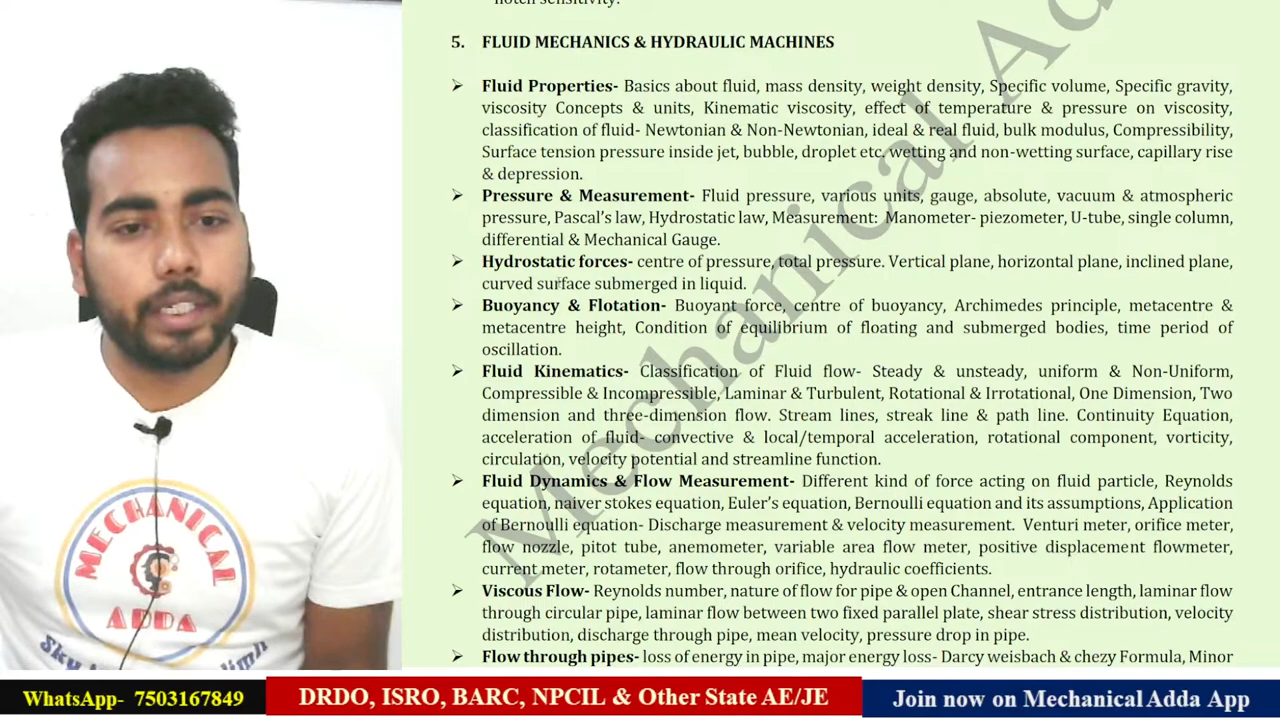 notch sensitivity.
5. FLUID MECHANICS & HYDRAULIC MACHINES
➢ Fluid Properties- Basics about fluid, mass density, weight density, Specific volume, Specific gravity,
viscosity Concepts & units, Kinematic viscosity, effect of temperature & pressure on viscosity,
classification of fluid- Newtonian & Non-Newtonian, ideal & real fluid, bulk modulus, Compressibility,
Surface tension pressure inside jet, bubble, droplet etc. wetting and non-wetting surface, capillary rise
& depression.
➢ Pressure & Measurement- Fluid pressure, various units, gauge, absolute, vacuum & atmospheric
pressure, Pascal's law, Hydrostatic law, Measurement: Manometer- piezometer, U-tube, single column,
differential & Mechanical Gauge.
➢ Hydrostatic forces- centre of pressure, total pressure. Vertical plane, horizontal plane, inclined plane,
curved surface submerged in liquid.
➢ Buoyancy & Flotation- Buoyant force, centre of buoyancy, Archimedes principle, metacentre &
metacentre height, Condition of equilibrium of floating and submerged bodies, time period of
oscillation.
➢ Fluid Kinematics- Classification of Fluid flow- Steady & unsteady, uniform & Non-Uniform,
Compressible & Incompressible, Laminar & Turbulent, Rotational & Irrotational, One Dimension, Two
dimension and three-dimension flow. Stream lines, streak line & path line. Continuity Equation,
acceleration of fluid- convective & local/temporal acceleration, rotational component, vorticity,
circulation, velocity potential and streamline function.
➢ Fluid Dynamics & Flow Measurement- Different kind of force acting on fluid particle, Reynolds
equation, naiver stokes equation, Euler's equation, Bernoulli equation and its assumptions, Application
of Bernoulli equation- Discharge measurement & velocity measurement. Venturi meter, orifice meter,
flow nozzle, pitot tube, anemometer, variable area flow meter, positive displacement flowmeter,
current meter, rotameter, flow through orifice, hydraulic coefficients.
➢ Viscous Flow- Reynolds number, nature of flow for pipe & open Channel, entrance length, laminar flow
through circular pipe, laminar flow between two fixed parallel plate, shear stress distribution, velocity
distribution, discharge through pipe, mean velocity, pressure drop in pipe.
➢ Flow through pipes- loss of energy in pipe, major energy loss- Darcy weisbach & chezy Formula, Minor
Mechanical Ad
MECHANICAL
ADDA
WhatsApp- 7503167849
DRDO, ISRO, BARC, NPCIL & Other State AE/JE
Join now on Mechanical Adda App